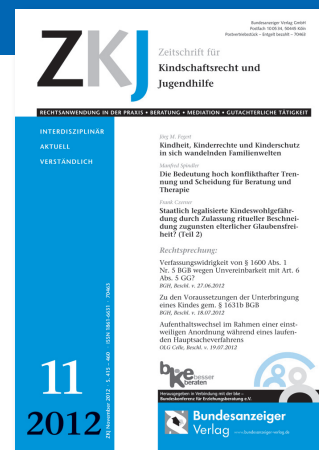 Bundesanzeiger Verlag GmbH
Postfach 10 05 34, 50445 Köln
Postvertriebsstück – Entgelt bezahlt – 70463
ZKJ
Zeitschrift für
Kindschaftsrecht und
Jugendhilfe
RECHTSANWENDUNG IN DER PRAXIS • BERATUNG • MEDIATION • GUTACHTERLICHE TÄTIGKEIT
INTERDISZIPLINÄR
AKTUELL
VERSTÄNDLICH
Jörg M. Fegert
Kindheit, Kinderrechte und Kinderschutz
in sich wandelnden Familienwelten
Manfred Spindler
Die Bedeutung hoch konflikthafter Tren-
nung und Scheidung für Beratung und
Therapie
Frank Czerner
Staatlich legalisierte Kindeswohlgefähr-
dung durch Zulassung ritueller Beschnei-
dung zugunsten elterlicher Glaubensfrei-
heit? (Teil 2)
Rechtsprechung:
Verfassungswidrigkeit von § 1600 Abs. 1
Nr. 5 BGB wegen Unvereinbarkeit mit Art. 6
Abs. 5 GG?
BGH, Beschl. v. 27.06.2012
Zu den Voraussetzungen der Unterbringung
eines Kindes gem. § 1631b BGB
BGH, Beschl. v. 18.07.2012
Aufenthaltswechsel im Rahmen einer einst-
weiligen Anordnung während eines laufen-
den Hauptsacheverfahrens
OLG Celle, Beschl. v. 19.07.2012
11
2012
ZKJ November 2012 S. 415 – 460 ISSN 1861-6631 70463
bke besser
beraten
Herausgegeben in Verbindung mit der bke –
Bundeskonferenz für Erziehungsberatung e.V.
Bundesanzeiger
Verlag
www.bundesanzeiger-verlag.de